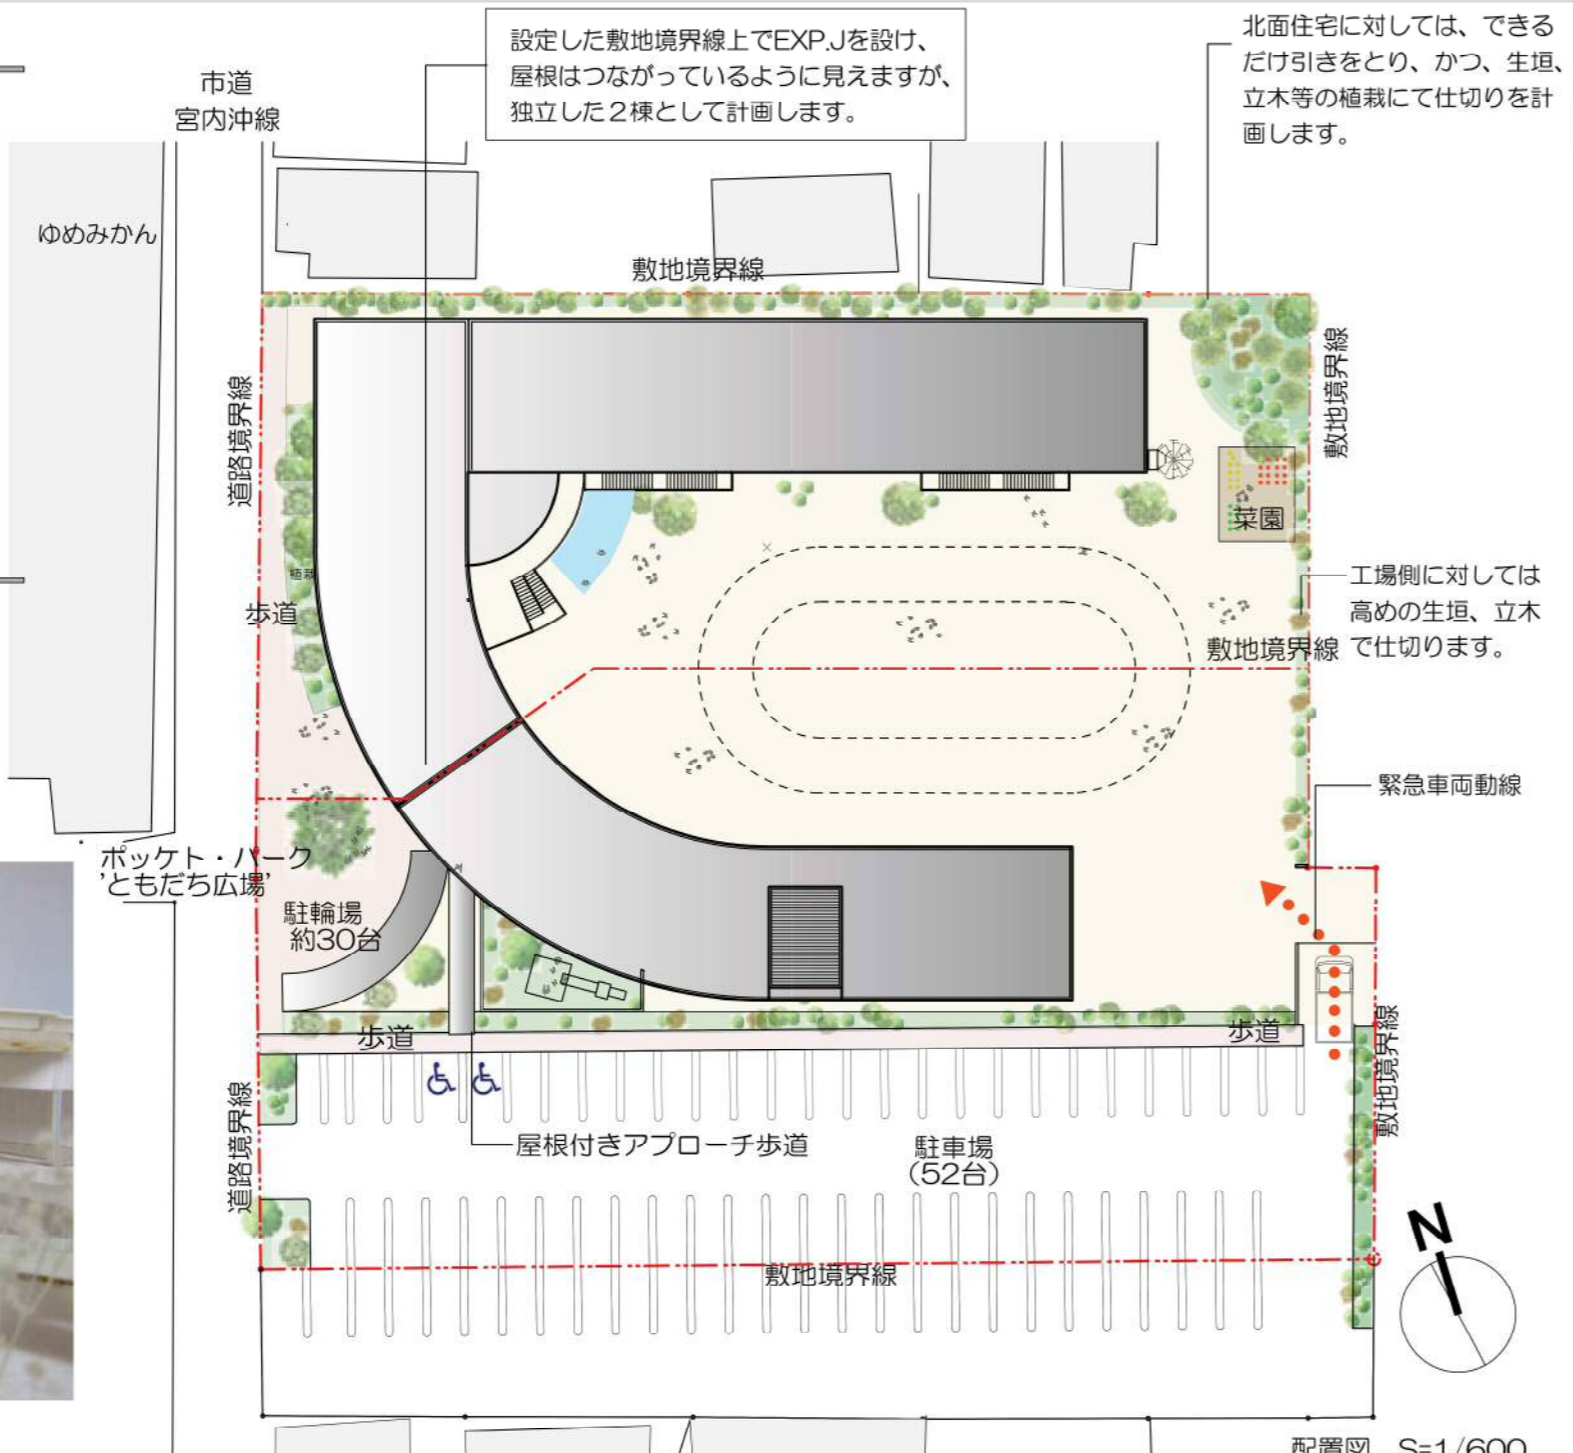 設定した敷地境界線上でEXP.Jを設け、
屋根はつながっているように見えますが、
独立した２棟として計画します。
北面住宅に対しては、できる
だけ引きをとり、かつ、生垣、
立木等の植栽にて仕切りを計
画します。
市道
宮内沖線
ゆめみかん
敷地境界線
道路境界線
敷地境界線
菜園
植栽
歩道
工場側に対しては
高めの生垣、立木
で仕切ります。
敷地境界線
緊急車両動線
ポッケト・パーク
'ともだち広場'
駐輪場
約30台
歩道
歩道
敷地境界線
道路境界線
屋根付きアプローチ歩道
駐車場
(52台)
敷地境界線
N
配置図 S=1/600